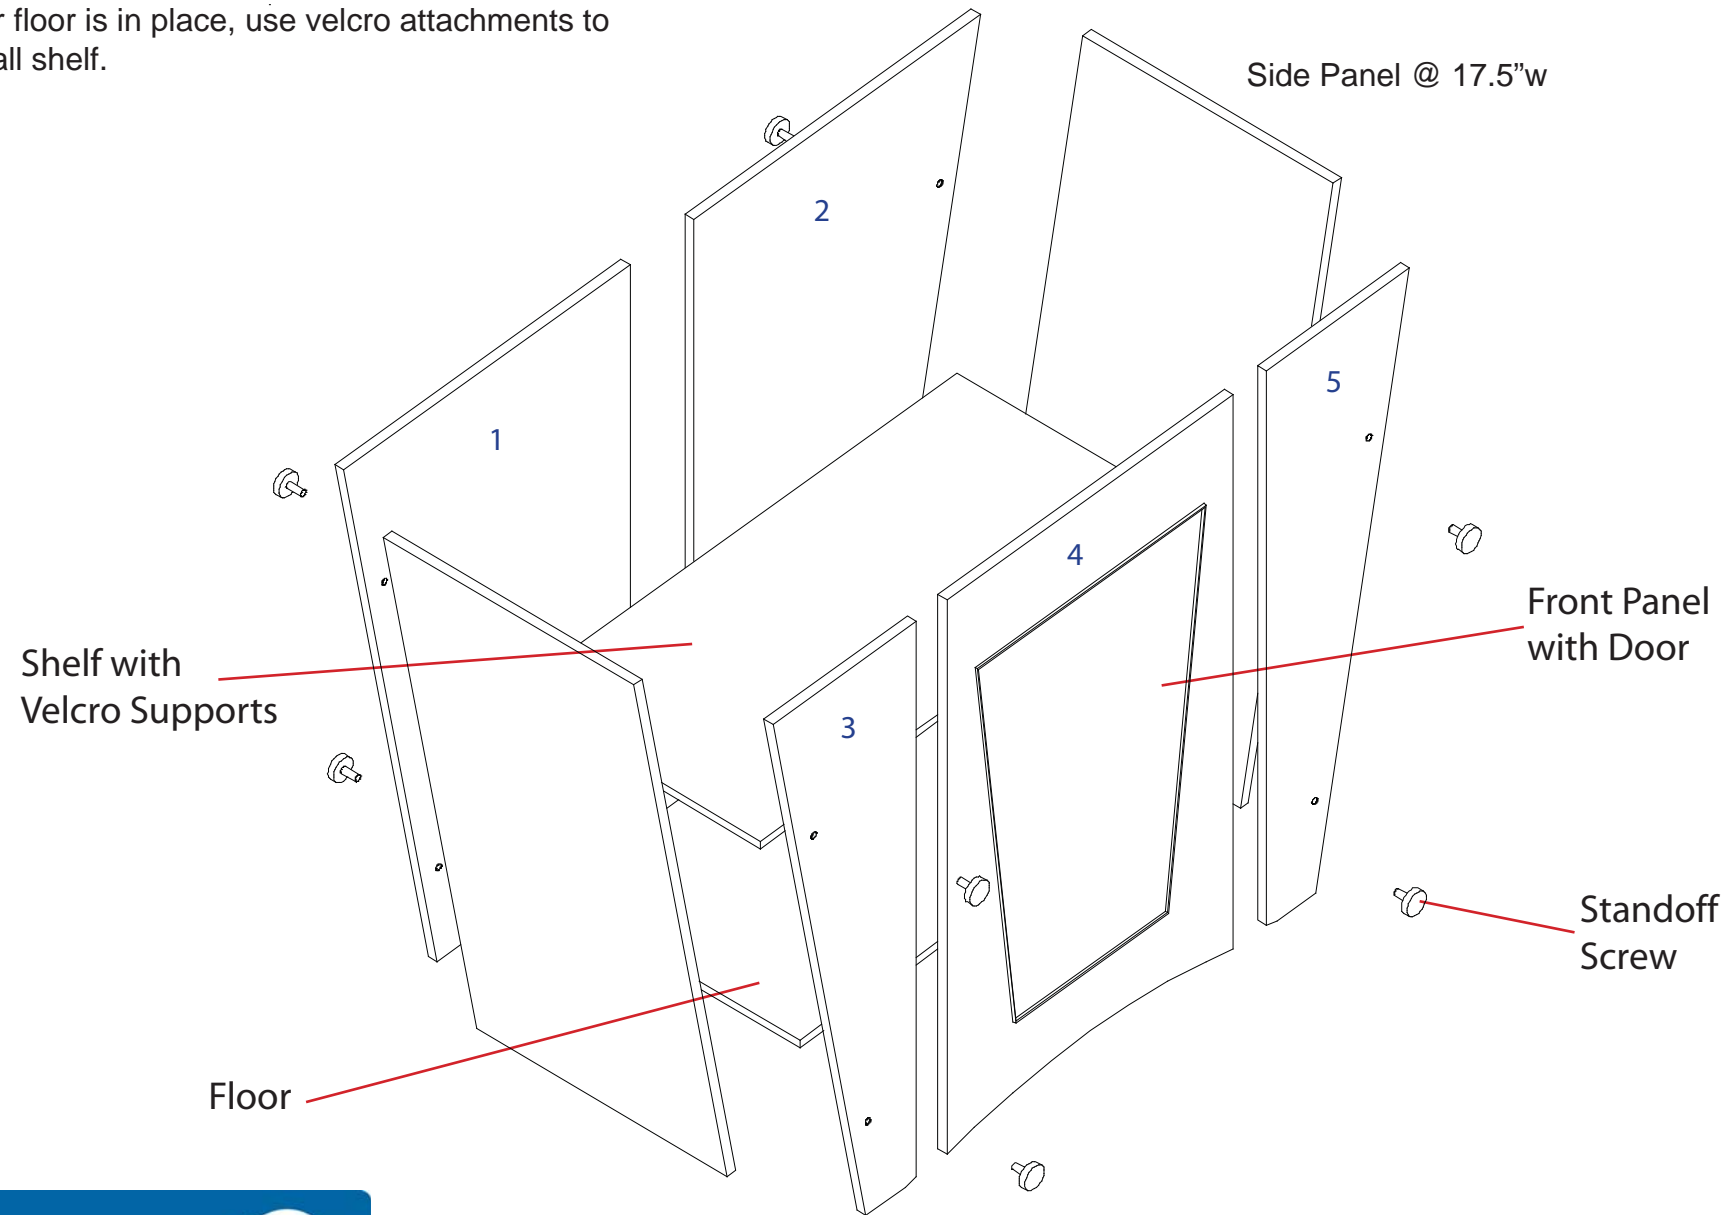 r floor is in place, use velcro attachments to
all shelf.
Side Panel @ 17.5”w
2
1
5
4
Front Panel
with Door
Shelf with
Velcro Supports
3
Standoff
Screw
Floor